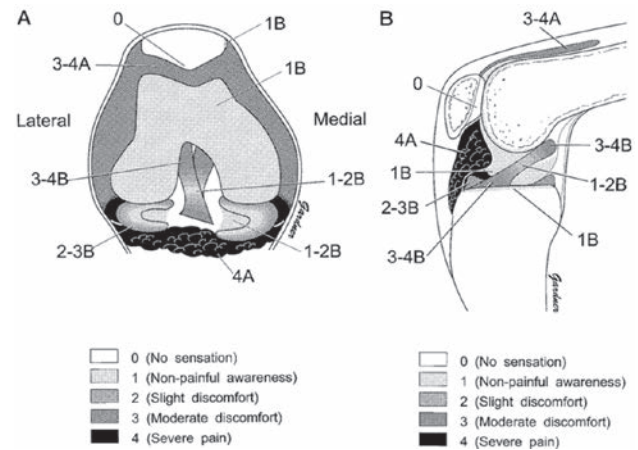 A
0
1B
3-4A
1B
Lateral
Medial
3-4B
1-2B
2-3B
1-2B
4A
Gardner
0 (No sensation)
1 (Non-painful awareness)
2 (Slight discomfort)
3 (Moderate discomfort)
4 (Severe pain)
B
3-4A
0
4A
3-4B
1B
1-2B
2-3B
1B
3-4B
Gardner
0 (No sensation)
1 (Non-painful awareness)
2 (Slight discomfort)
3 (Moderate discomfort)
4 (Severe pain)